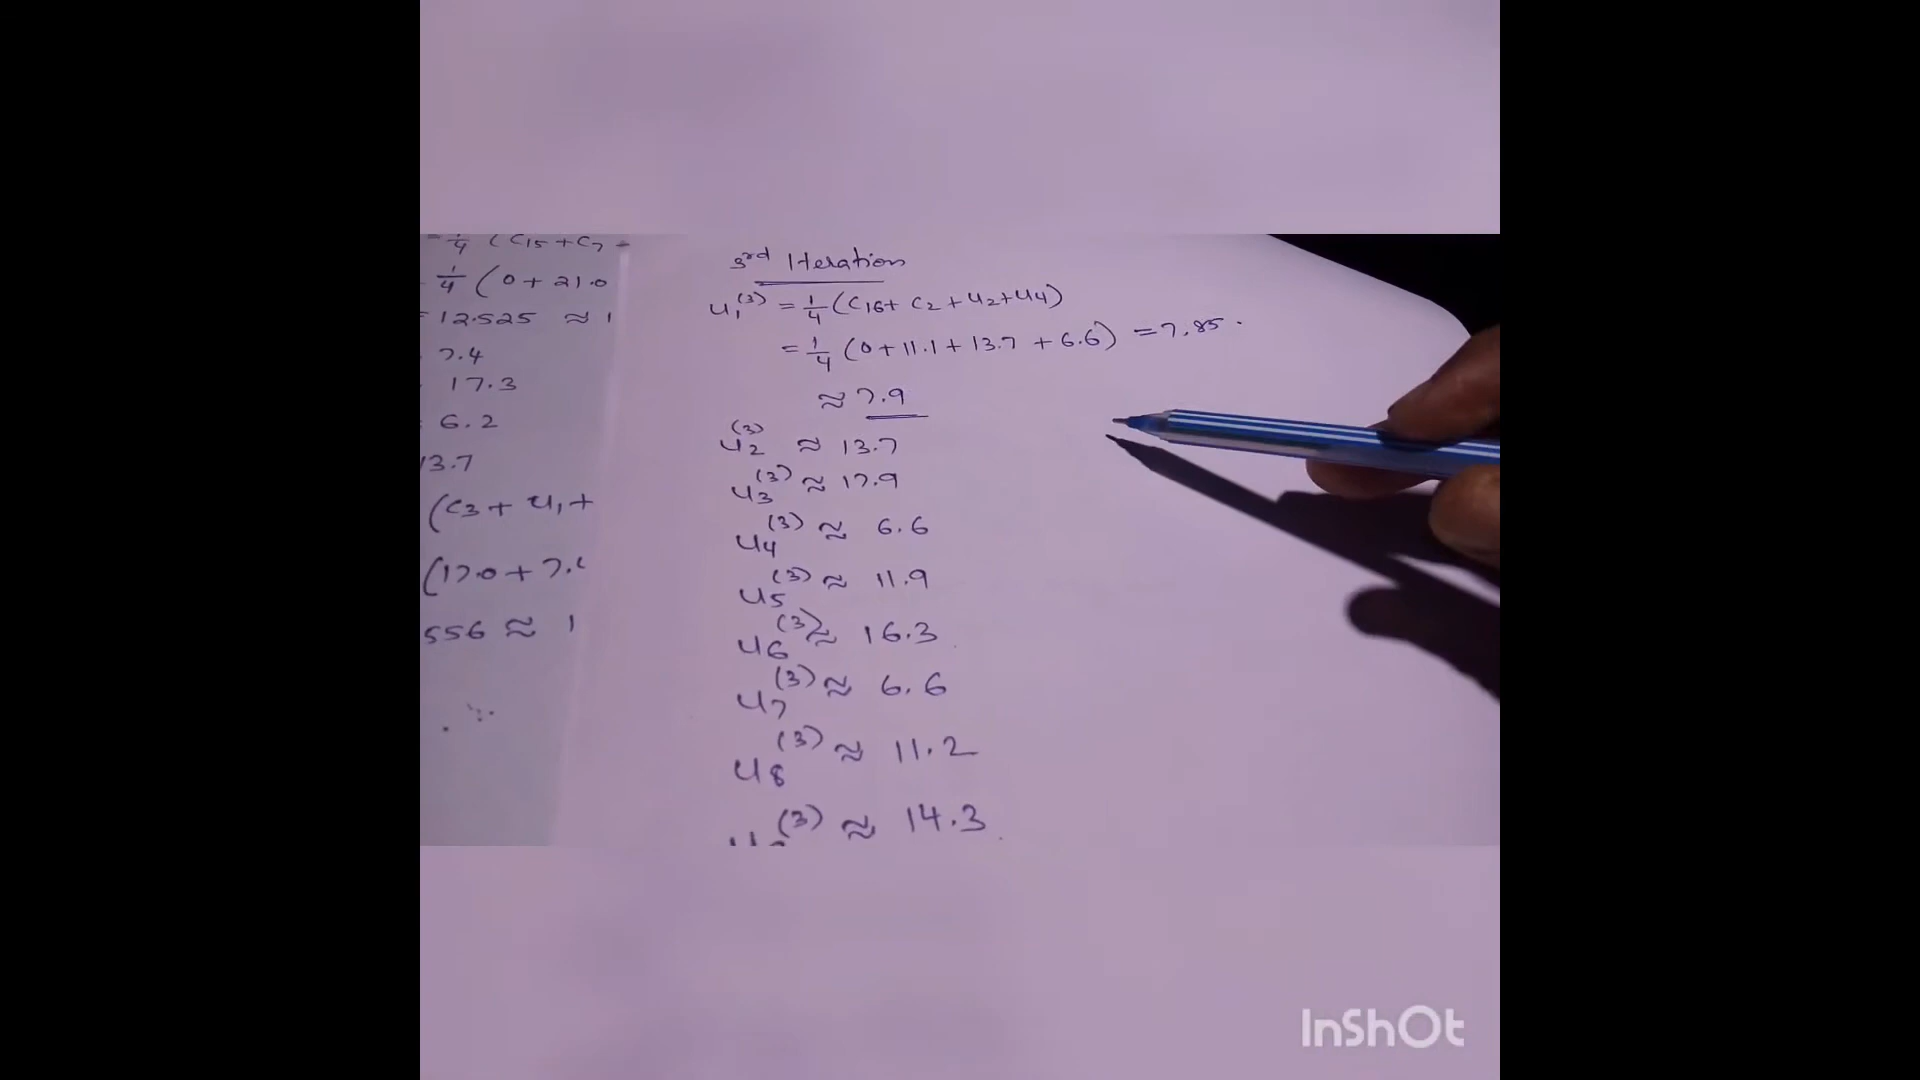 = 1/4 (C15 + C7 -
1/4 (0 + 21.0
= 12.525 ≈ 1
7.4
17.3
6.2
13.7
(C3 + u1 +
(17.0 + 7.
556 ≈ 1
3rd Iteration
u1^(3) = 1/4 (C16 + C2 + u2 + u4)
= 1/4 (0 + 11.1 + 13.7 + 6.6) = 7.85.
≈ 7.9
u2^(3) ≈ 13.7
u3^(3) ≈ 17.9
u4^(3) ≈ 6.6
u5^(3) ≈ 11.9
u6^(3) ≈ 16.3
u7^(3) ≈ 6.6
u8^(3) ≈ 11.2
(3) ≈ 14.3
InShOt